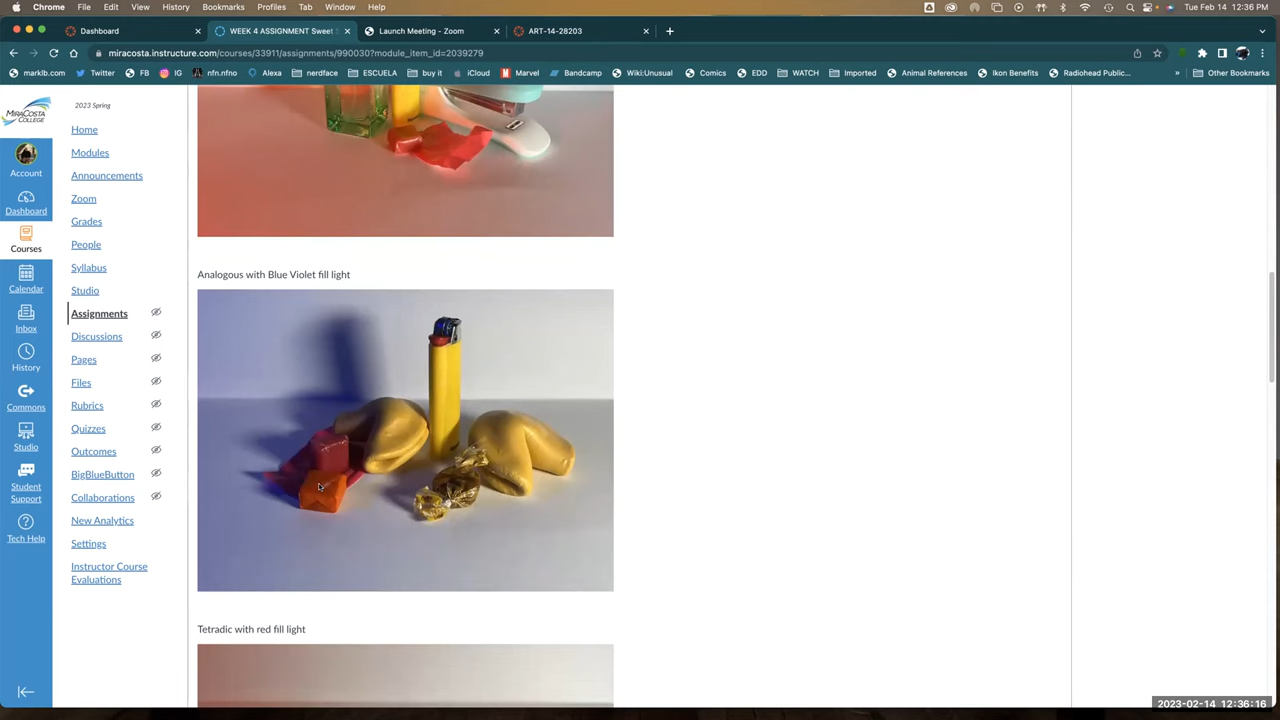 Chrome File Edit View History Bookmarks Profiles Tab Window Help
Tue Feb 14 12:36 PM
Dashboard
WEEK 4 ASSIGNMENT Sweet S
Launch Meeting - Zoom
ART-14-28203
miracosta.instructure.com/courses/33911/assignments/990030?module_item_id=2039279
marklb.com Twitter FB IG nfn.nfno Alexa nerdface ESCUELA buy it iCloud Marvel Bandcamp Wiki:Unusual Comics EDD WATCH Imported Animal References Ikon Benefits Radiohead Public... » Other Bookmarks
MIRACOSTA
COLLEGE
Account
Dashboard
Courses
Calendar
Inbox
History
Commons
Studio
Student
Support
Tech Help
2023 Spring
Home
Modules
Announcements
Zoom
Grades
People
Syllabus
Studio
Assignments
Discussions
Pages
Files
Rubrics
Quizzes
Outcomes
BigBlueButton
Collaborations
New Analytics
Settings
Instructor Course
Evaluations
Analogous with Blue Violet fill light
Tetradic with red fill light
2023-02-14 12:36:16